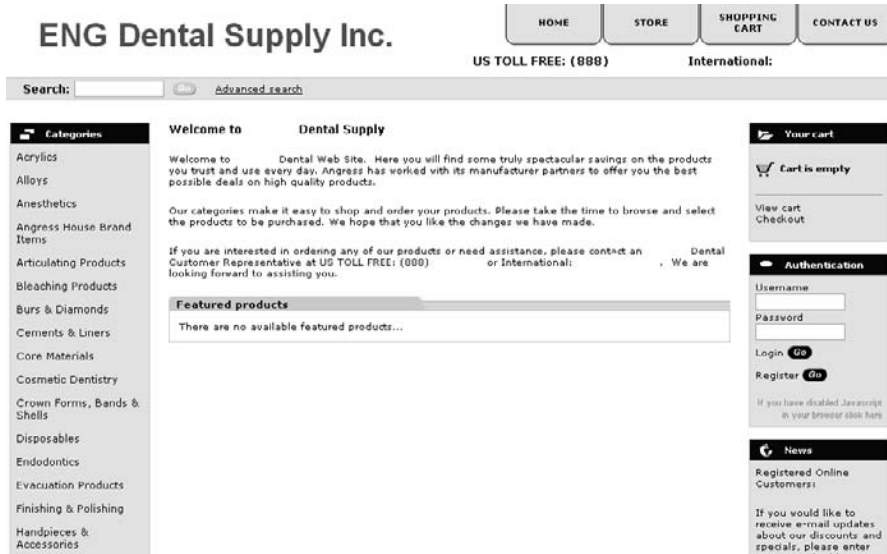 ENG Dental Supply Inc.
HOME
STORE
SHOPPING
CART
CONTACT US
US TOLL FREE: (888)
International:
Search:
Go
Advanced search
Categories
Acrylics
Alloys
Anesthetics
Angress House Brand
Items
Articulating Products
Bleaching Products
Burs & Diamonds
Cements & Liners
Core Materials
Cosmetic Dentistry
Crown Forms, Bands &
Shells
Disposables
Endodontics
Evacuation Products
Finishing & Polishing
Handpieces &
Accessories
Welcome to Dental Supply
Welcome to Dental Web Site. Here you will find some truly spectacular savings on the products
you trust and use every day. Angress has worked with its manufacturer partners to offer you the best
possible deals on high quality products.
Our categories make it easy to shop and order your products. Please take the time to browse and select
the products to be purchased. We hope that you like the changes we have made.
If you are interested in ordering any of our products or need assistance, please contact an Dental
Customer Representative at US TOLL FREE: (888) or International: . We are
looking forward to assisting you.
Featured products
There are no available featured products...
Your cart
Cart is empty
View cart
Checkout
Authentication
Username
Password
Login Go
Register Go
If you have disabled Javascript
in your browser click here
News
Registered Online
Customers:
If you would like to
receive e-mail updates
about our discounts and
specials, please enter